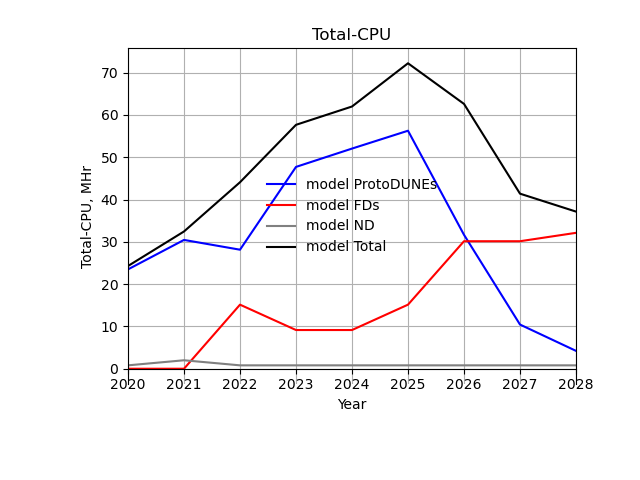 Total-CPU
70
60
50
40
30
20
10
0
Total-CPU, MHr
model ProtoDUNEs
model FDs
model ND
model Total
2020 2021 2022 2023 2024 2025 2026 2027 2028
Year